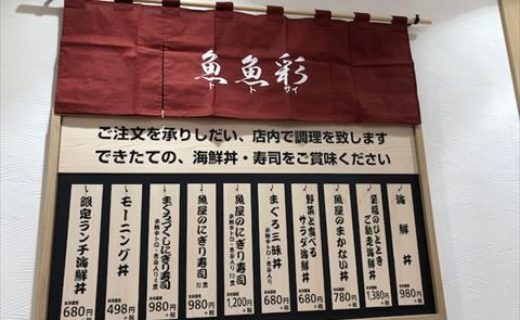 魚魚彩
トトサイ
ご注文を承りしだい、店内で調理を致します
できたての、海鮮丼・寿司をご賞味ください
海鮮丼
980円
至福のひととき
ご馳走海鮮丼
1,380円
魚屋のまかない丼
780円
野菜と食べる
サラダ海鮮丼
680円
まぐろ三昧丼
680円
魚屋のにぎり寿司
1,200円
魚屋のにぎり寿司
980円
まぐろづくしにぎり寿司
980円
モーニング丼
498円
限定ランチ海鮮丼
680円